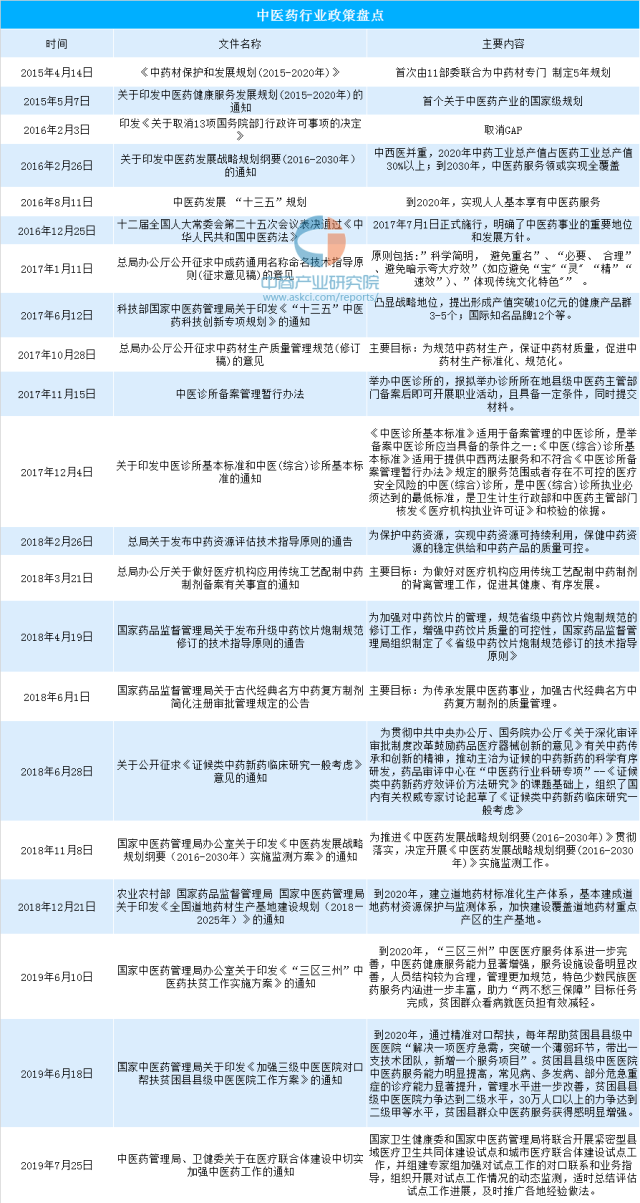 中医药行业政策盘点
时间
文件名称
主要内容
2015年4月14日
《中药材保护和发展规划(2015-2020年)》
首次由11部委联合为中药材专门 制定5年规划
2015年5月7日
关于印发中医药健康服务发展规划(2015-2020年)的
通知
首个关于中医药产业的国家级规划
2016年2月3日
印发《关于取消13项国务院部]行政许可事项的决定
》
取消GAP
2016年2月26日
关于印发中医药发展战略规划纲要(2016-2030年)
的通知
中西医并重，2020年中药工业总产值占医药工业总产值
30%以上；到2030年，中医药服务领或实现全覆盖
2016年8月11日
中医药发展 “十三五”规划
到2020年，实现人人基本享有中医药服务
2016年12月25日
十二届全国人大常委会第二十五次会议表决通过《中
华人民共和国中医药法》
2017年7月1日正式施行，明确了中医药事业的重要地位
和发展方针。
2017年1月11日
总局办公厅公开征求中成药通用名称命名技术指导原
则(征求意见稿)的意见
原则包括:”科学简明， 避免重名”、“必要、 合理”
、避免暗示夸大疗效”(如应避免“宝"“灵” “精”“
速效”）、”体现传统文化特色"” 。
中商产业研究院
www.askci.com/reports/
2017年6月12日
科技部国家中医药管理局关于印发《“十三五”中医
药科技创新专项规划》的通知
凸显战略地位，提出形成产值突破10亿元的健康产品群
3-5个；国际知名品牌12个等。
2017年10月28日
总局办公厅公开征求中药材生产质量管理规范(修订
稿)的意见
主要目标：为规范中药材生产，保证中药材质量，促进中
药材生产标准化、规范化。
2017年11月15日
中医诊所备案管理暂行办法
举办中医诊所的，报拟举办诊所所在地县级中医药主管部
门备案后即可开展职业活动，且具备一定条件，同时提交
材料。
2017年12月4日
关于印发中医诊所基本标准和中医(综合)诊所基本标
准的通知
《中医诊所基本标准》适用于备案管理的中医诊所，是举
备案中医诊所应当具备的条件之一:《中医(综合)诊所基
本标准》适用于提供中西两法服务和不符合《中医诊所备
案管理暂行办法》规定的服务范围或者存在不可控的医疗
安全风险的中医(综合)诊所，是中医(综合)诊所执业必
须达到的最低标准，是卫生计生行政部和中医药主管部门
核发《医疗机构执业许可证》和校验的依据。
2018年2月26日
总局关于发布中药资源评估技术指导原则的通告
为保护中药资源，实现中药资源可持续利用，保健中药资
源的稳定供给和中药产品的质量可控。
2018年3月21日
总局办公厅关于做好医疗机构应用传统工艺配制中药
制剂备案有关事宜的通知
主要目标：为做好对医疗机构应用传统工艺配制中药制剂
的背离管理工作，促进其健康、有序发展。
2018年4月19日
国家药品监督管理局关于发布升级中药饮片炮制规范
修订的技术指导原则的通告
为加强对中药饮片的管理，规范省级中药饮片炮制规范的
修订工作，增强中药饮片质量的可控性，国家药品监督管
理局组织制定了《省级中药饮片炮制规范修订的技术指导
原则》
2018年6月1日
国家药品监督管理局关于古代经典名方中药复方制剂
简化注册审批管理规定的公告
主要目标：为传承发展中医药事业，加强古代经典名方中
药复方制剂的质量管理。
2018年6月28日
关于公开征求《证候类中药新药临床研究一般考虑》
意见的通知
为贯彻中共中央办公厅、国务院办公厅《关于深化审评
审批制度改革鼓励药品医疗器械创新的意见》有关中药传
承和创新的精神，推动主治为证候的中药新药的科学有序
研发，药品审评中心在“中医药行业科研专项”--《证候
类中药新药疗效评价方法研究》的课题基础上，组织了国
内有关权威专家讨论起草了《证候类中药新药临床研究一
般考虑》
2018年11月8日
国家中医药管理局办公室关于印发《中医药发展战略
规划纲要（2016-2030年）实施监测方案》的通知
为推进《中医药发展战略规划纲要(2016-2030年)》贯彻
落实，决定开展《中医药发展战略规划纲要(2016-2030
年)》实施监测工作。
2018年12月21日
农业农村部 国家药品监督管理局 国家中医药管理局
关于印发《全国道地药材生产基地建设规划（2018—
2025年）》的通知
到2020年，建立道地药材标准化生产体系，基本建成道
地药材资源保护与监测体系，加快建设覆盖道地药材重点
产区的生产基地。
2019年6月10日
国家中医药管理局办公室关于印发《“三区三州”中
医药扶贫工作实施方案》的通知
到2020年，“三区三州”中医医疗服务体系进一步完
善，中医药健康服务能力显著增强，服务设施设备明显改
善，人员结构较为合理，管理更加规范，特色少数民族医
药服务内涵进一步丰富，助力“两不愁三保障”目标任务
完成，贫困群众看病就医负担有效减轻。
2019年6月18日
国家中医药管理局关于印发《加强三级中医医院对口
帮扶贫困县县级中医医院工作方案》的通知
到2020年，通过精准对口帮扶，每年帮助贫困县县级中
医医院“解决一项医疗急需，突破一个薄弱环节，带出一
支技术团队，新增一个服务项目”。贫困县县级中医医院
中医药服务能力明显提高，常见病、多发病、部分危急重
症的诊疗能力显著提升，管理水平进一步改善，贫困县县
级中医医院力争达到二级水平，30万人口以上的力争达到
二级甲等水平，贫困县群众中医药服务获得感明显增强。
2019年7月25日
中医药管理局、卫健委关于在医疗联合体建设中切实
加强中医药工作的通知
国家卫生健康委和国家中医药管理局将联合开展紧密型县
域医疗卫生共同体建设试点和城市医疗联合体建设试点工
作，并组建专家组加强对试点工作的对口联系和业务指
导，组织开展对试点工作情况的动态监测，适时总结评估
试点工作进展，及时推广各地经验做法。